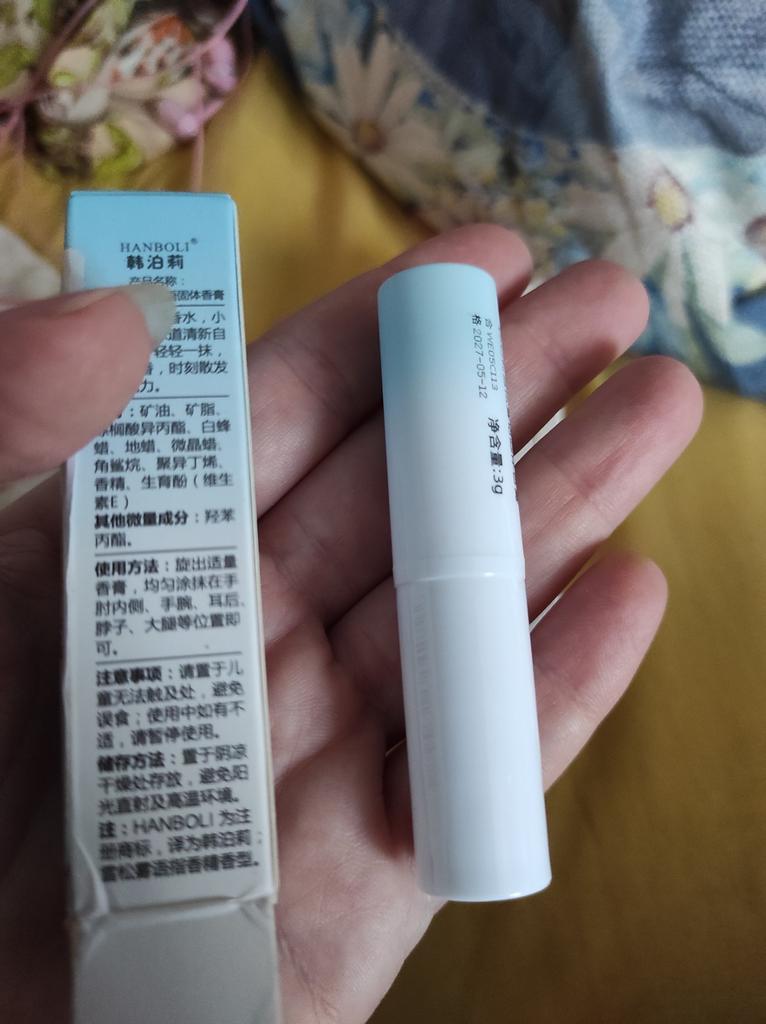 HANBOLI®
韩泊莉
产品名称：
固体香膏
香水，小
道清新自
轻轻一抹，
，时刻散发
力。
：矿油、矿脂、
榈酸异丙酯、白蜂
蜡、地蜡、微晶蜡、
角鲨烷、聚异丁烯、
香精、生育酚（维生
素E）
其他微量成分：羟苯
丙酯。
使用方法：旋出适量
香膏，均匀涂抹在手
肘内侧、手腕、耳后、
脖子、大腿等位置即
可。
注意事项：请置于儿
童无法触及处，避免
误食；使用中如有不
适，请暂停使用。
储存方法：置于阴凉
干燥处存放，避免阳
光直射及高温环境。
注：HANBOLI 为注
册商标，译为韩泊莉；
雪松雾语指香精香型。
合 WE05C113
格 2027-05-12
净含量:3g